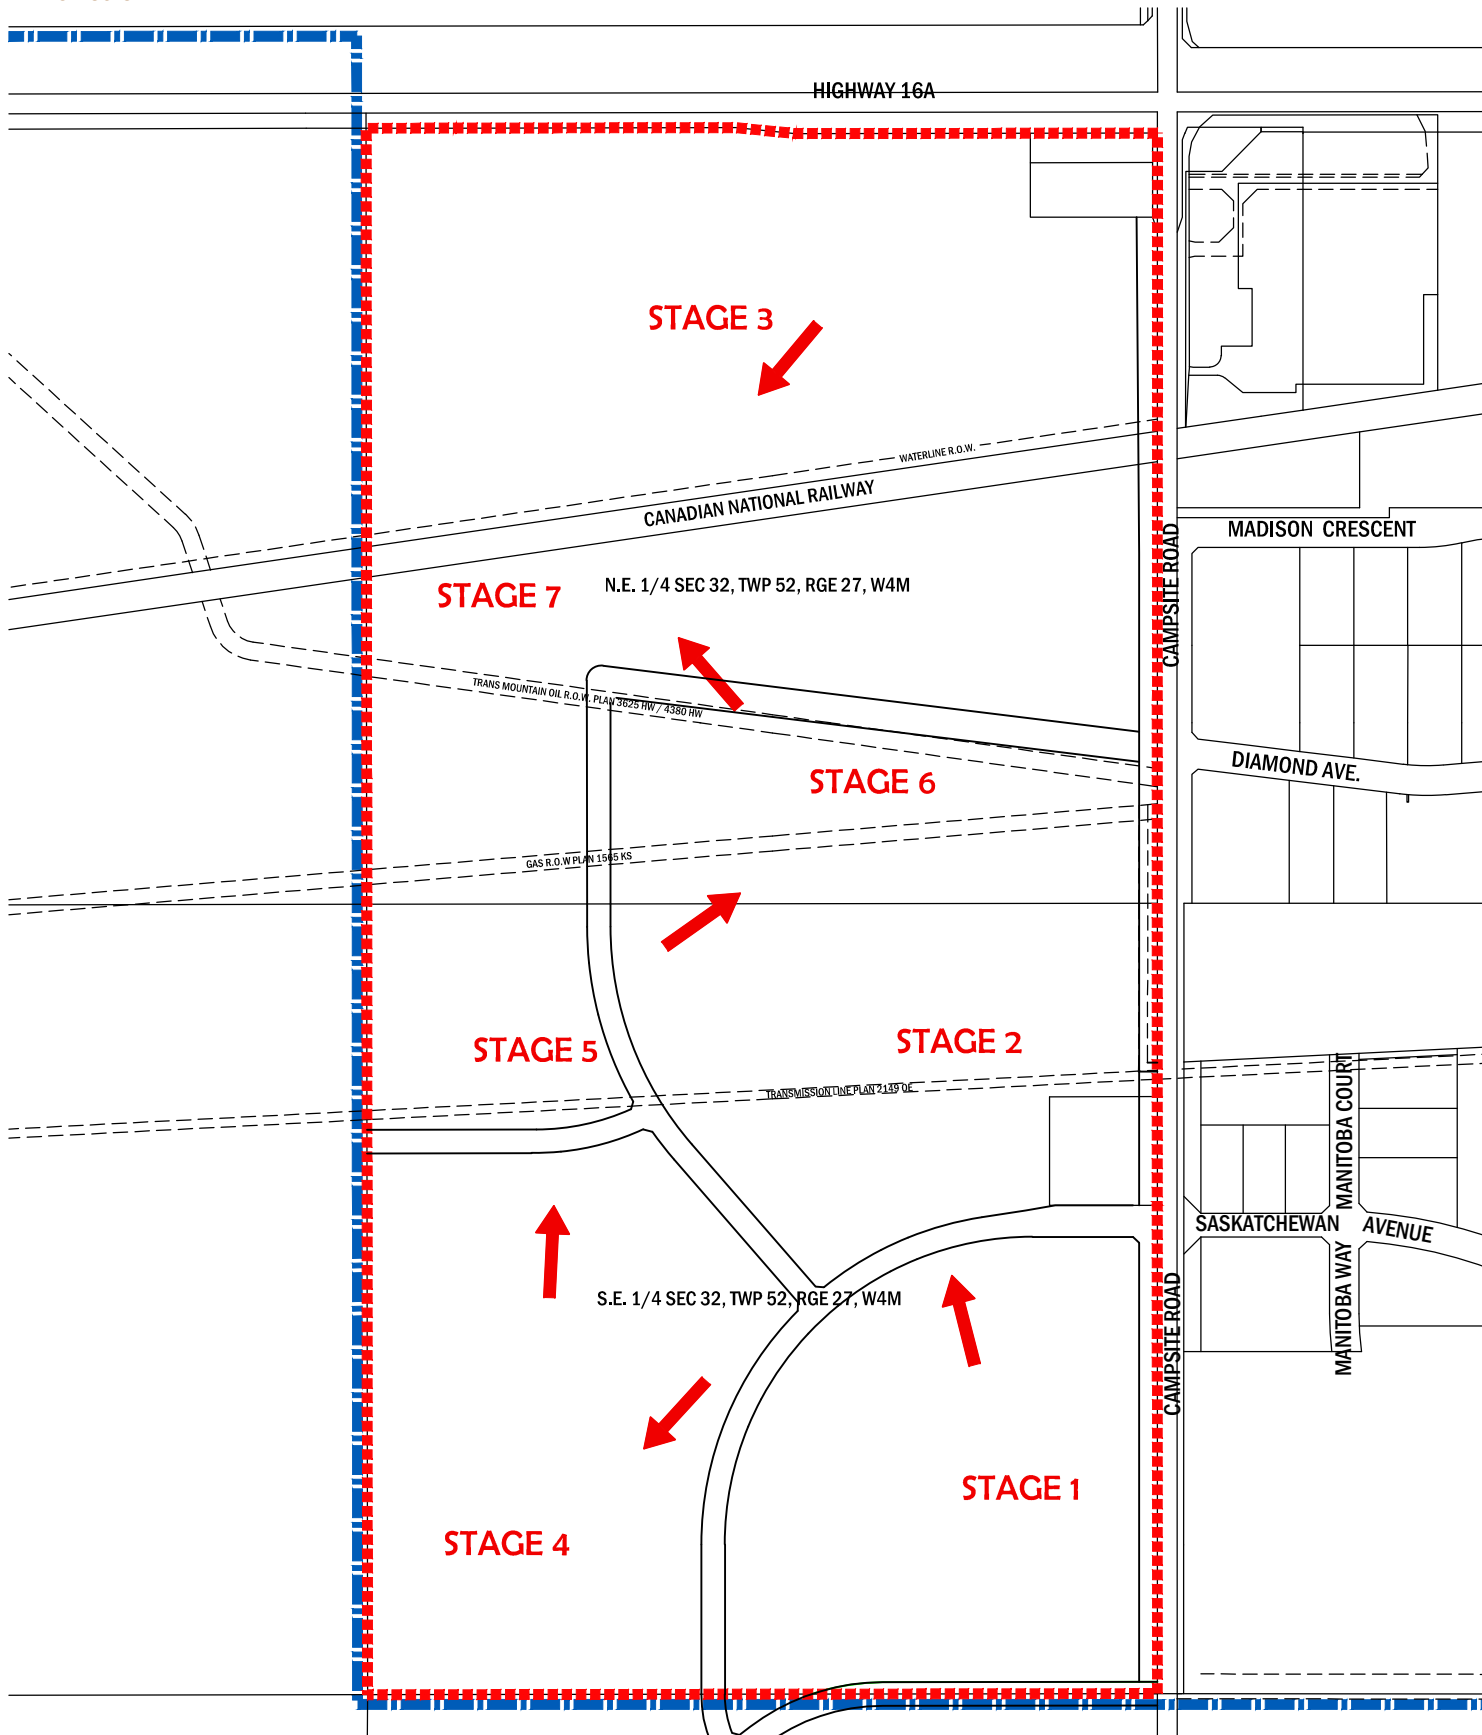 HIGHWAY 16A
STAGE 3
WATERLINE R.O.W.
CANADIAN NATIONAL RAILWAY
MADISON CRESCENT
CAMPSITE ROAD
STAGE 7
N.E. 1/4 SEC 32, TWP 52, RGE 27, W4M
TRANS MOUNTAIN OIL R.O.W. PLAN 3625 HW / 4380 HW
DIAMOND AVE.
STAGE 6
GAS R.O.W PLAN 1565 KS
STAGE 2
STAGE 5
TRANSMISSION LINE PLAN 2149 OE
MANITOBA COURT
SASKATCHEWAN AVENUE
MANITOBA WAY
S.E. 1/4 SEC 32, TWP 52, RGE 27, W4M
CAMPSITE ROAD
STAGE 1
STAGE 4